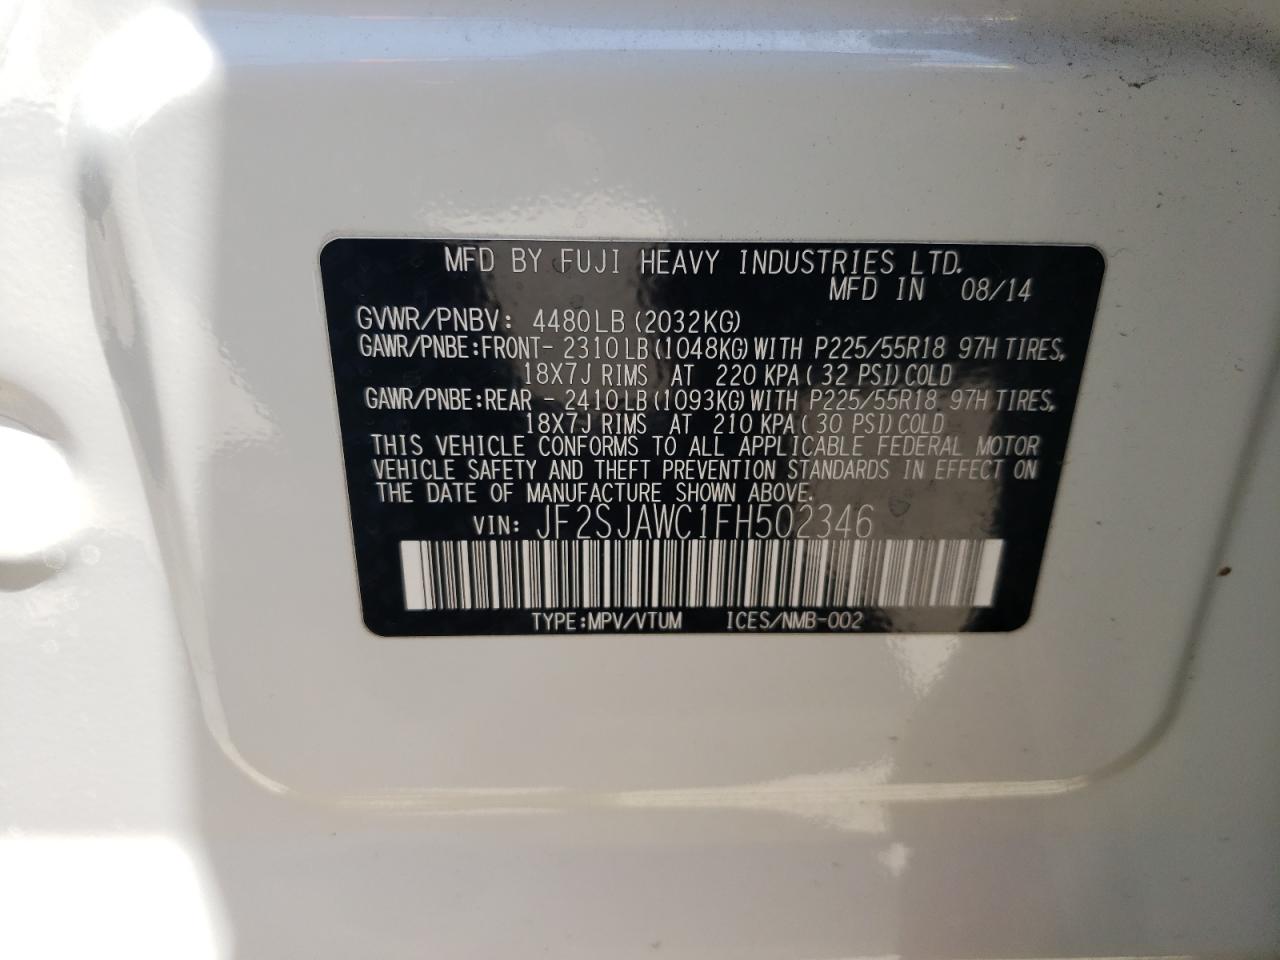 MFD BY FUJI HEAVY INDUSTRIES LTD.
MFD IN 08/14
GVWR/PNBV: 4480LB(2032KG)
GAWR/PNBE:FRONT- 2310LB(1048KG)WITH P225/55R18 97H TIRES,
18X7J RIMS AT 220 KPA(32 PSI)COLD
GAWR/PNBE:REAR - 2410LB(1093KG)WITH P225/55R18 97H TIRES,
18X7J RIMS AT 210 KPA(30 PSI)COLD
THIS VEHICLE CONFORMS TO ALL APPLICABLE FEDERAL MOTOR
VEHICLE SAFETY AND THEFT PREVENTION STANDARDS IN EFFECT ON
THE DATE OF MANUFACTURE SHOWN ABOVE.
VIN: JF2SJAWC1FH502346
TYPE:MPV/VTUM ICES/NMB-002